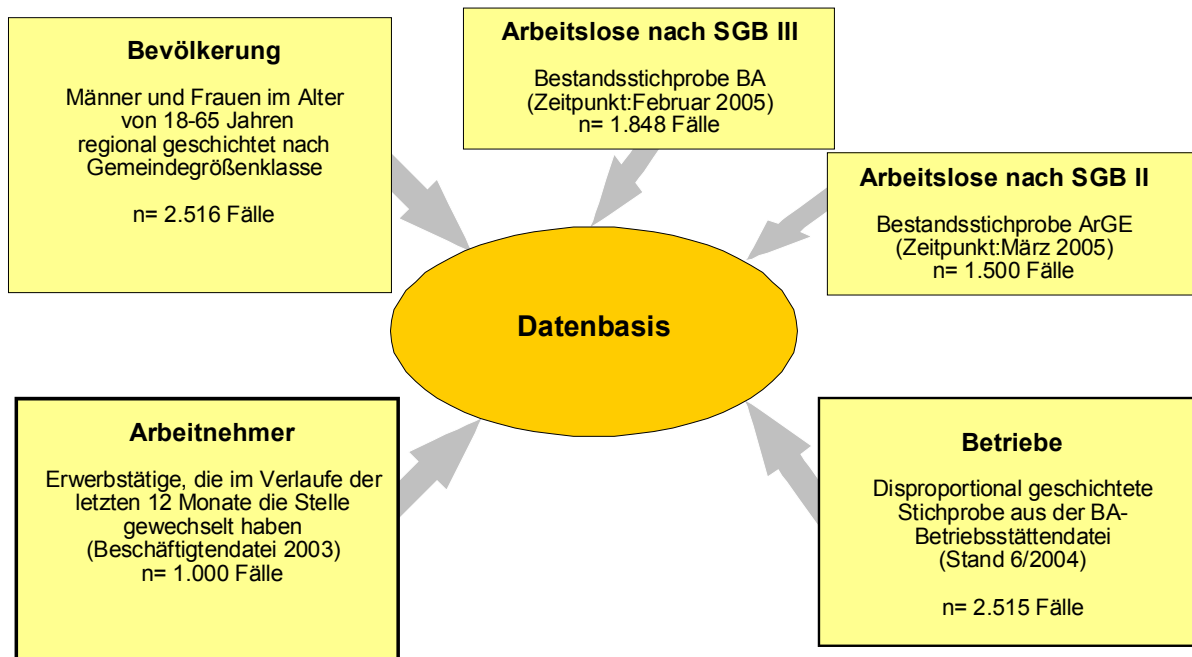 Bevölkerung
Männer und Frauen im Alter
von 18-65 Jahren
regional geschichtet nach
Gemeindegrößenklasse
n= 2.516 Fälle
Arbeitslose nach SGB III
Bestandsstichprobe BA
(Zeitpunkt:Februar 2005)
n= 1.848 Fälle
Arbeitslose nach SGB II
Bestandsstichprobe ArGE
(Zeitpunkt:März 2005)
n= 1.500 Fälle
Datenbasis
Arbeitnehmer
Erwerbstätige, die im Verlaufe der
letzten 12 Monate die Stelle
gewechselt haben
(Beschäftigtendatei 2003)
n= 1.000 Fälle
Betriebe
Disproportional geschichtete
Stichprobe aus der BA-
Betriebsstättendatei
(Stand 6/2004)
n= 2.515 Fälle